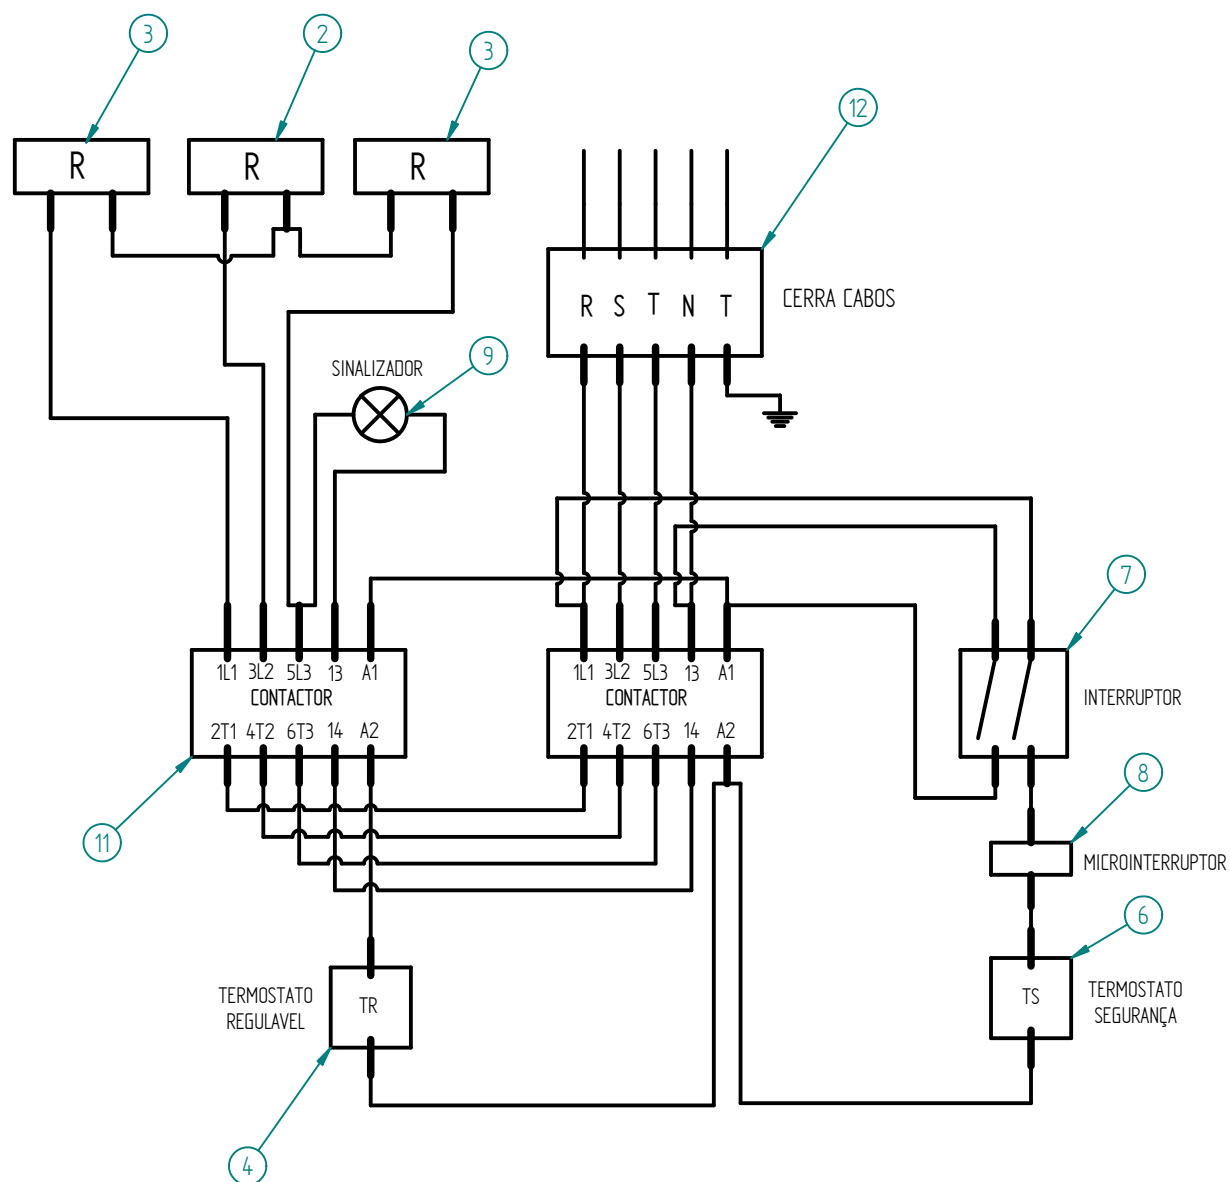 3
2
3
12
R
R
R
R S T N T
CERRA CABOS
SINALIZADOR
9
7
1L1 3L2 5L3 13 A1
CONTACTOR
2T1 4T2 6T3 14 A2
1L1 3L2 5L3 13 A1
CONTACTOR
2T1 4T2 6T3 14 A2
INTERRUPTOR
8
11
MICROINTERRUPTOR
6
TERMOSTATO
REGULAVEL
TR
TS
TERMOSTATO
SEGURANÇA
4